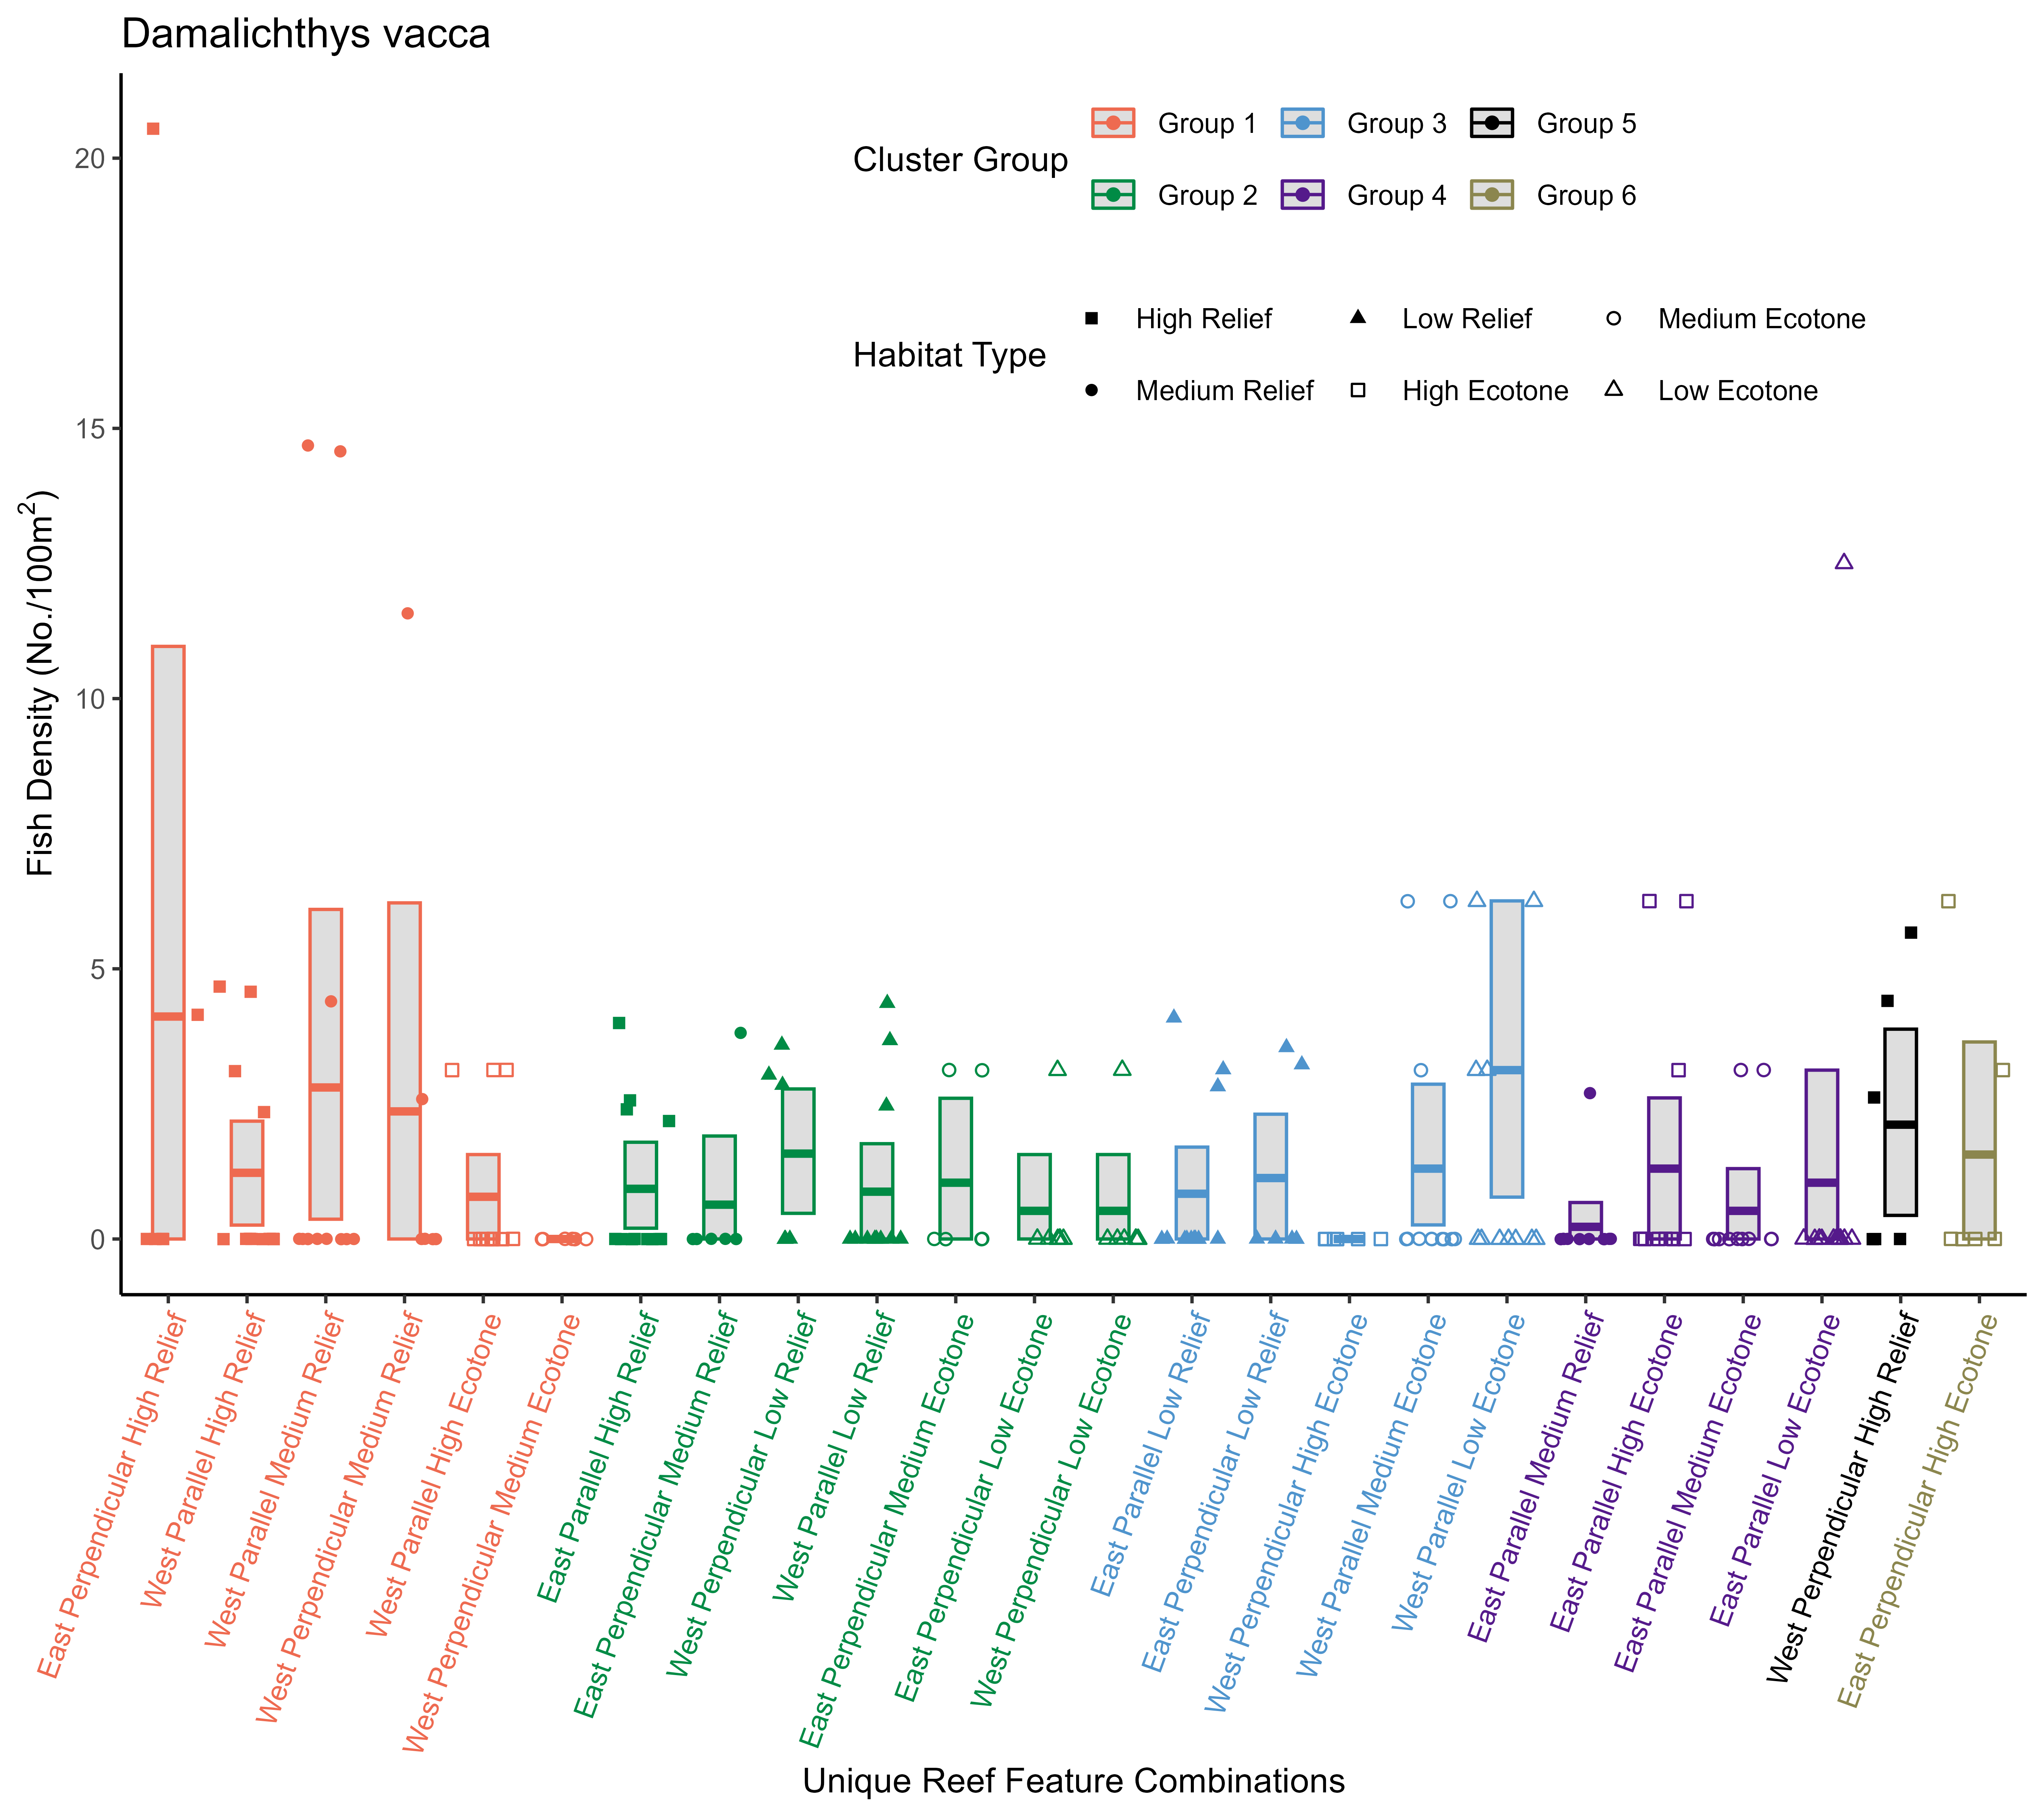 Damalichthys vacca
Cluster Group
Group 1
Group 3
Group 5
Group 2
Group 4
Group 6
Habitat Type
High Relief
Low Relief
Medium Ecotone
Medium Relief
High Ecotone
Low Ecotone
Fish Density (No./100m²)
20
15
10
5
0
East Perpendicular High Relief
West Parallel High Relief
West Parallel Medium Relief
West Perpendicular Medium Relief
West Parallel High Ecotone
West Perpendicular Medium Ecotone
East Parallel High Relief
East Perpendicular Medium Relief
West Perpendicular Low Relief
West Parallel Low Relief
East Perpendicular Medium Ecotone
East Perpendicular Low Ecotone
West Perpendicular Low Ecotone
East Parallel Low Relief
East Perpendicular Low Relief
West Perpendicular High Ecotone
West Parallel Medium Ecotone
West Parallel Low Ecotone
East Parallel Medium Relief
East Parallel High Ecotone
East Parallel Medium Ecotone
East Parallel Low Ecotone
West Perpendicular High Relief
East Perpendicular High Ecotone
Unique Reef Feature Combinations